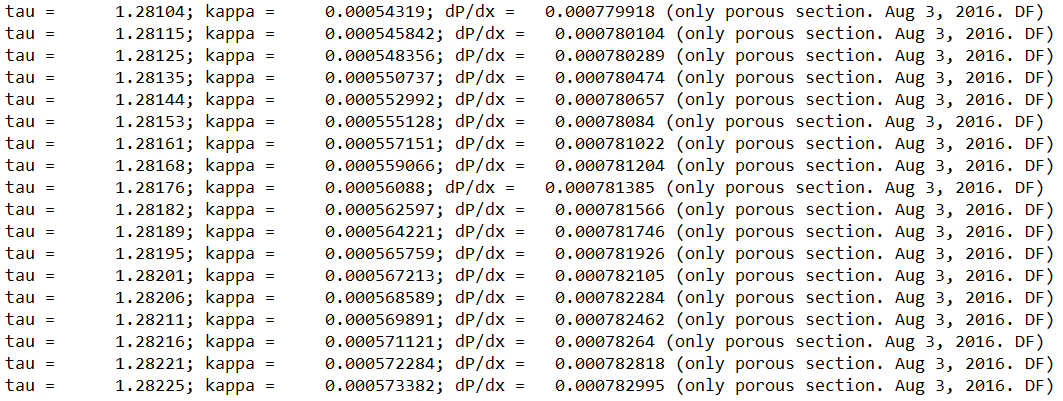 tau =      1.28104; kappa =     0.00054319; dP/dx =   0.000779918 (only porous section. Aug 3, 2016. DF)
tau =      1.28115; kappa =     0.000545842; dP/dx =   0.000780104 (only porous section. Aug 3, 2016. DF)
tau =      1.28125; kappa =     0.000548356; dP/dx =   0.000780289 (only porous section. Aug 3, 2016. DF)
tau =      1.28135; kappa =     0.000550737; dP/dx =   0.000780474 (only porous section. Aug 3, 2016. DF)
tau =      1.28144; kappa =     0.000552992; dP/dx =   0.000780657 (only porous section. Aug 3, 2016. DF)
tau =      1.28153; kappa =     0.000555128; dP/dx =   0.00078084 (only porous section. Aug 3, 2016. DF)
tau =      1.28161; kappa =     0.000557151; dP/dx =   0.000781022 (only porous section. Aug 3, 2016. DF)
tau =      1.28168; kappa =     0.000559066; dP/dx =   0.000781204 (only porous section. Aug 3, 2016. DF)
tau =      1.28176; kappa =     0.00056088; dP/dx =   0.000781385 (only porous section. Aug 3, 2016. DF)
tau =      1.28182; kappa =     0.000562597; dP/dx =   0.000781566 (only porous section. Aug 3, 2016. DF)
tau =      1.28189; kappa =     0.000564221; dP/dx =   0.000781746 (only porous section. Aug 3, 2016. DF)
tau =      1.28195; kappa =     0.000565759; dP/dx =   0.000781926 (only porous section. Aug 3, 2016. DF)
tau =      1.28201; kappa =     0.000567213; dP/dx =   0.000782105 (only porous section. Aug 3, 2016. DF)
tau =      1.28206; kappa =     0.000568589; dP/dx =   0.000782284 (only porous section. Aug 3, 2016. DF)
tau =      1.28211; kappa =     0.000569891; dP/dx =   0.000782462 (only porous section. Aug 3, 2016. DF)
tau =      1.28216; kappa =     0.000571121; dP/dx =   0.00078264 (only porous section. Aug 3, 2016. DF)
tau =      1.28221; kappa =     0.000572284; dP/dx =   0.000782818 (only porous section. Aug 3, 2016. DF)
tau =      1.28225; kappa =     0.000573382; dP/dx =   0.000782995 (only porous section. Aug 3, 2016. DF)